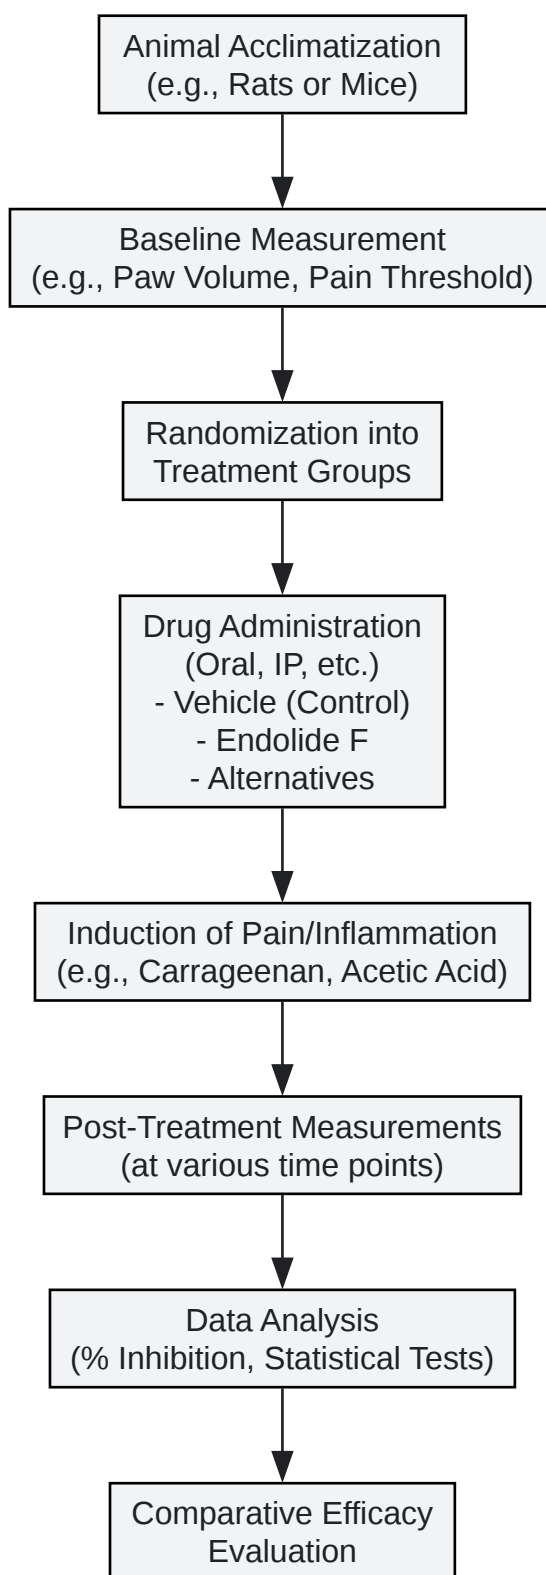 Animal Acclimatization
(e.g., Rats or Mice)
Baseline Measurement
(e.g., Paw Volume, Pain Threshold)
Randomization into
Treatment Groups
Drug Administration
(Oral, IP, etc.)
- Vehicle (Control)
- Endolide F
- Alternatives
Induction of Pain/Inflammation
(e.g., Carrageenan, Acetic Acid)
Post-Treatment Measurements
(at various time points)
Data Analysis
(% Inhibition, Statistical Tests)
Comparative Efficacy
Evaluation